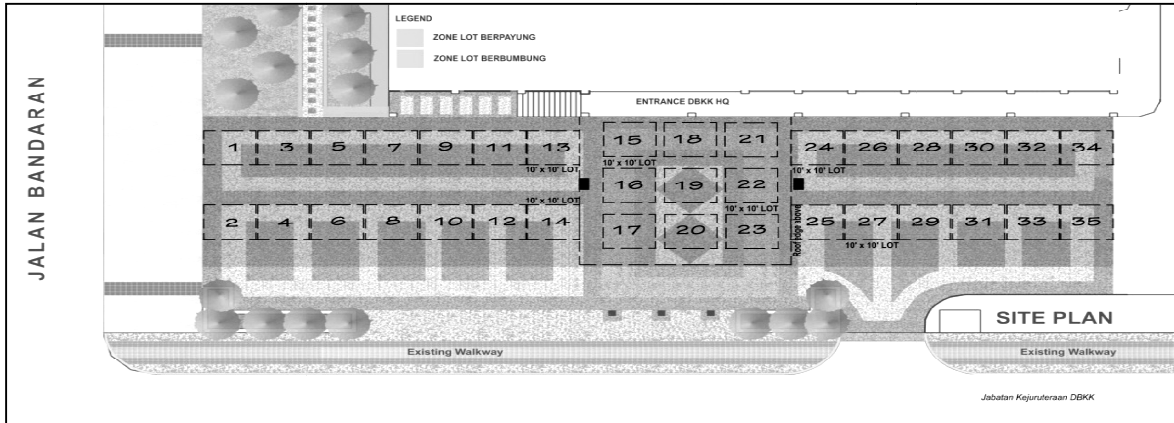 LEGEND
ZONE LOT BERPAYUNG
ZONE LOT BERBUMBUNG
JALAN BANDARAN
ENTRANCE DBKK HQ
1 3 5 7 9 11 13 15 18 21 24 26 28 30 32 34
10' x 10' LOT 10' x 10' LOT 10' x 10' LOT
16 19 22
10' x 10' LOT 10' x 10' LOT
2 4 6 8 10 12 14 17 20 23 25 27 29 31 33 35
Roof edge above
10' x 10' LOT
SITE PLAN
Existing Walkway Existing Walkway
Jabatan Kejuruteraan DBKK